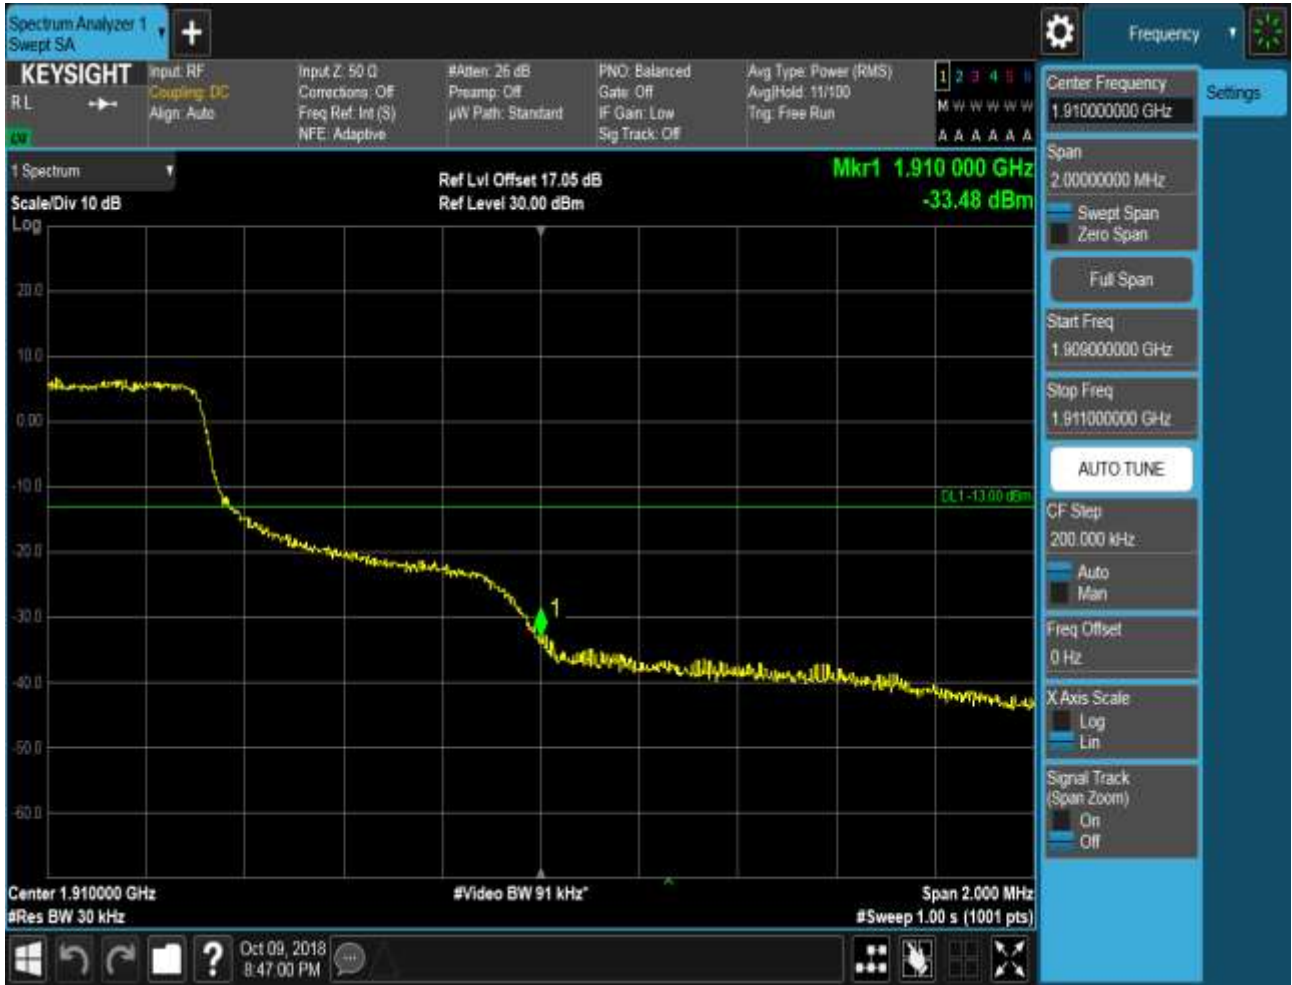 Spectrum Analyzer 1
Swept SA
+
Frequency
KEYSIGHT
RL
Input: RF
Coupling: DC
Align: Auto
Input Z: 50 Ω
Corrections: Off
Freq Ref: Int (S)
NFE: Adaptive
#Atten: 26 dB
Preamp: Off
µW Path: Standard
PNO: Balanced
Gate: Off
IF Gain: Low
Sig Track: Off
Avg Type: Power (RMS)
Avg|Hold: 11/100
Trig: Free Run
1 2 3 4 5 6
M W W W W W
A A A A A A
1 Spectrum
Scale/Div 10 dB
Log
Ref Lvl Offset 17.05 dB
Ref Level 30.00 dBm
Mkr1 1.910 000 GHz
-33.48 dBm
20.0
10.0
0.00
-10.0
-20.0
-30.0
-40.0
-50.0
-60.0
DL1 -13.00 dBm
1
Center 1.910000 GHz
#Res BW 30 kHz
#Video BW 91 kHz*
Span 2.000 MHz
#Sweep 1.00 s (1001 pts)
Center Frequency
1.910000000 GHz
Settings
Span
2.00000000 MHz
Swept Span
Zero Span
Full Span
Start Freq
1.909000000 GHz
Stop Freq
1.911000000 GHz
AUTO TUNE
CF Step
200.000 kHz
Auto
Man
Freq Offset
0 Hz
X Axis Scale
Log
Lin
Signal Track
(Span Zoom)
On
Off
?
Oct 09, 2018
8:47:00 PM